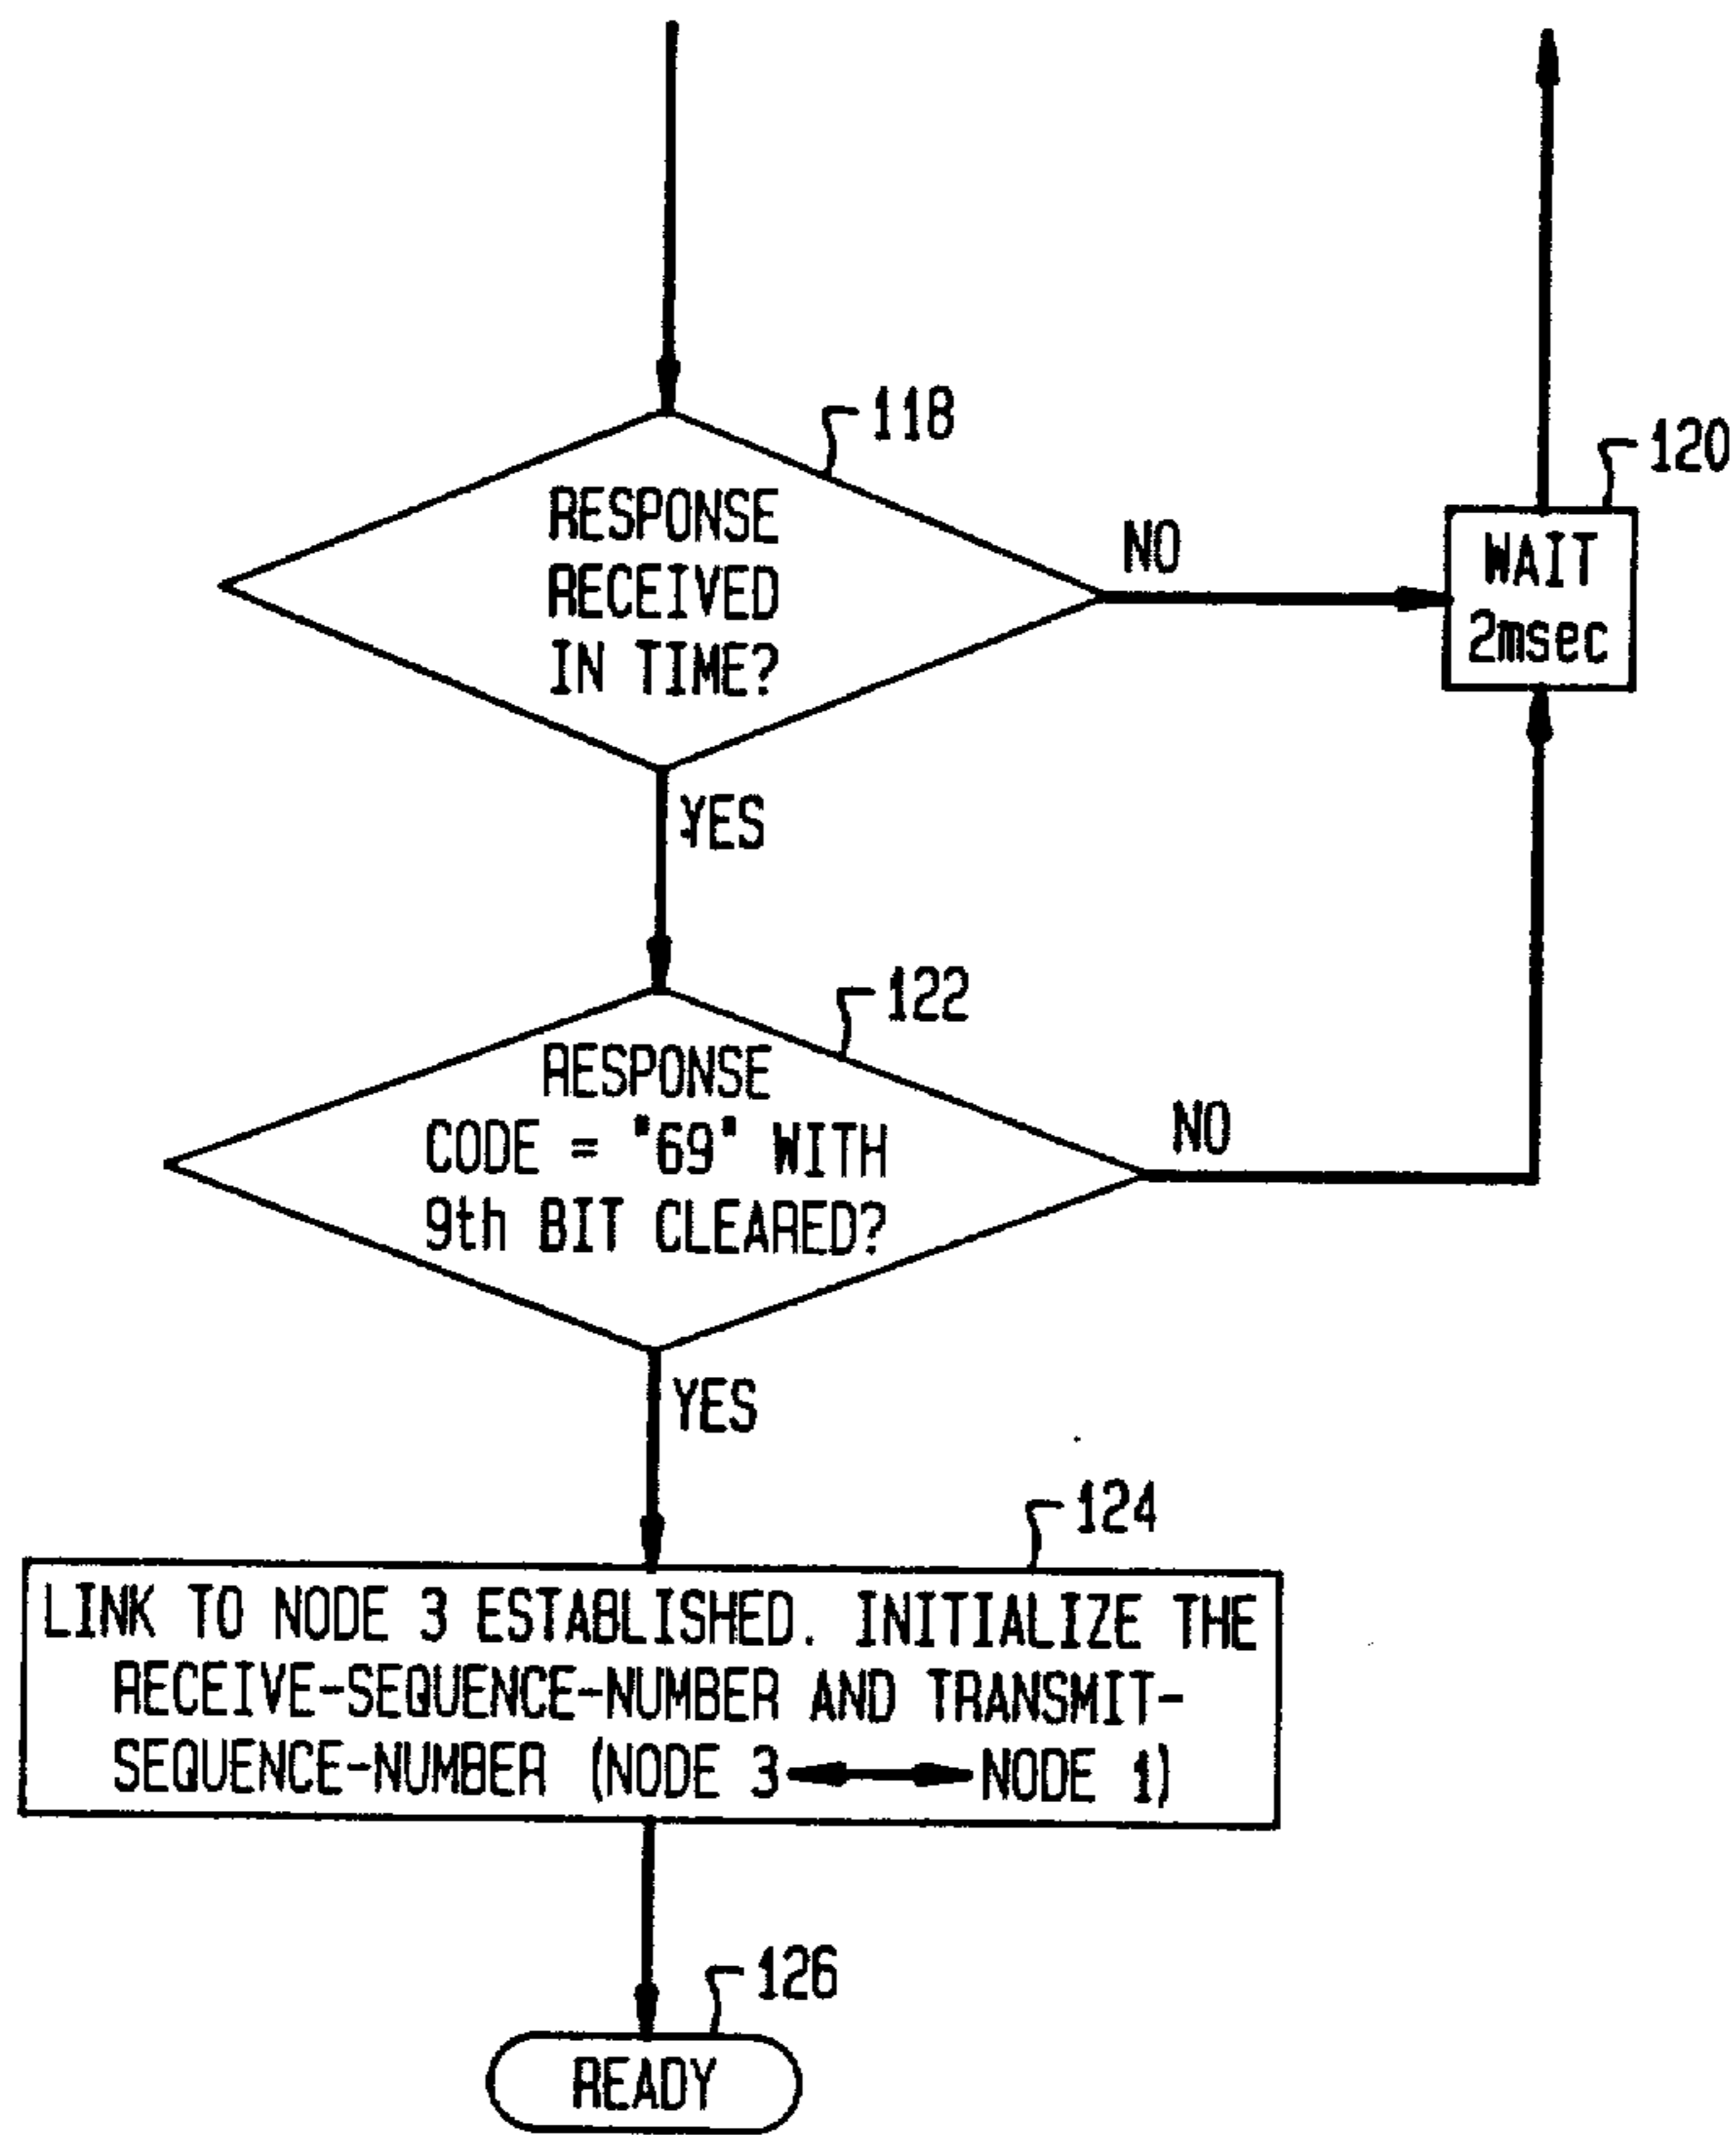 118
RESPONSE
RECEIVED
IN TIME?
NO
120
WAIT
2msec
YES
122
RESPONSE
CODE = "69" WITH
9th BIT CLEARED?
NO
YES
124
LINK TO NODE 3 ESTABLISHED. INITIALIZE THE
RECEIVE-SEQUENCE-NUMBER AND TRANSMIT-
SEQUENCE-NUMBER (NODE 3 ⟷ NODE 1)
126
READY